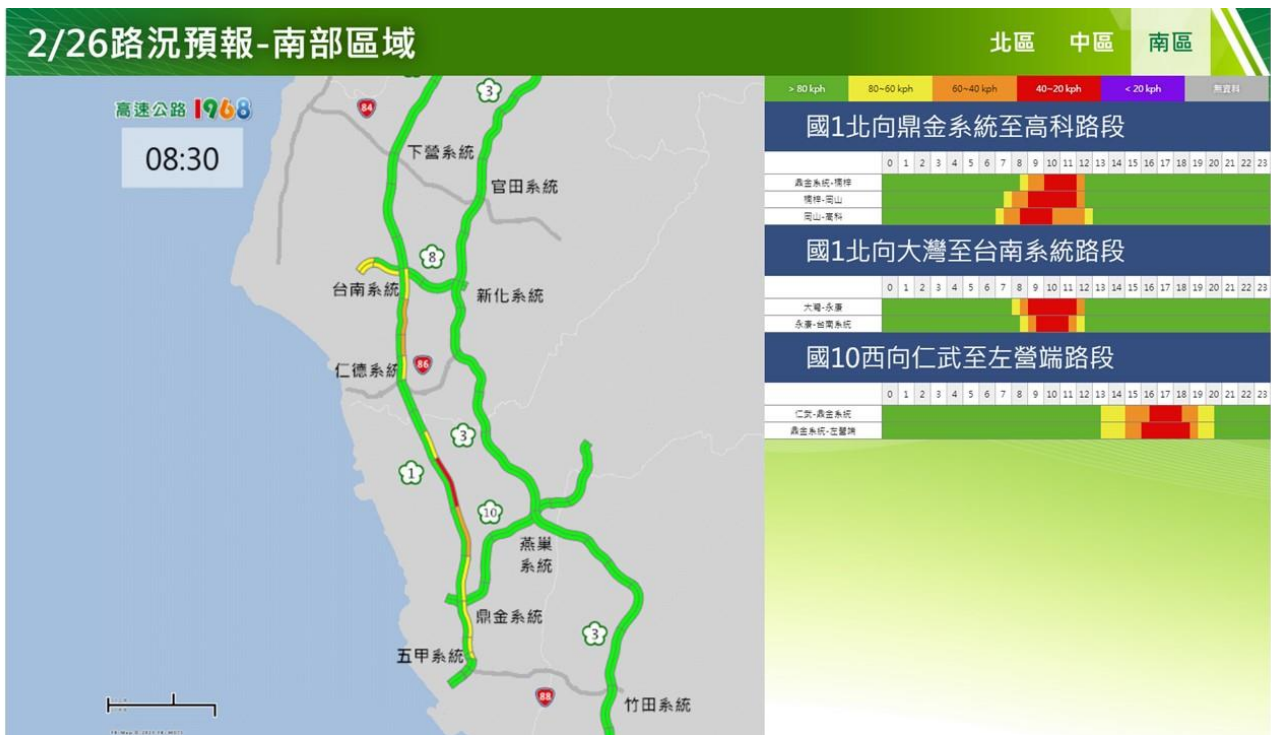 2/26路況預報-南部區域
北區 中區 南區
高速公路 1968
08:30
84
3
下營系統
官田系統
8
台南系統
新化系統
仁德系統
86
3
1
10
燕巢
系統
鼎金系統
3
五甲系統
88
竹田系統
> 80 kph 80~60 kph 60~40 kph 40~20 kph < 20 kph 無資料
國1北向鼎金系統至高科路段
0 1 2 3 4 5 6 7 8 9 10 11 12 13 14 15 16 17 18 19 20 21 22 23
鼎金系統-楠梓
楠梓-岡山
岡山-高科
國1北向大灣至台南系統路段
0 1 2 3 4 5 6 7 8 9 10 11 12 13 14 15 16 17 18 19 20 21 22 23
大灣-永康
永康-台南系統
國10西向仁武至左營端路段
0 1 2 3 4 5 6 7 8 9 10 11 12 13 14 15 16 17 18 19 20 21 22 23
仁武-鼎金系統
鼎金系統-左營端